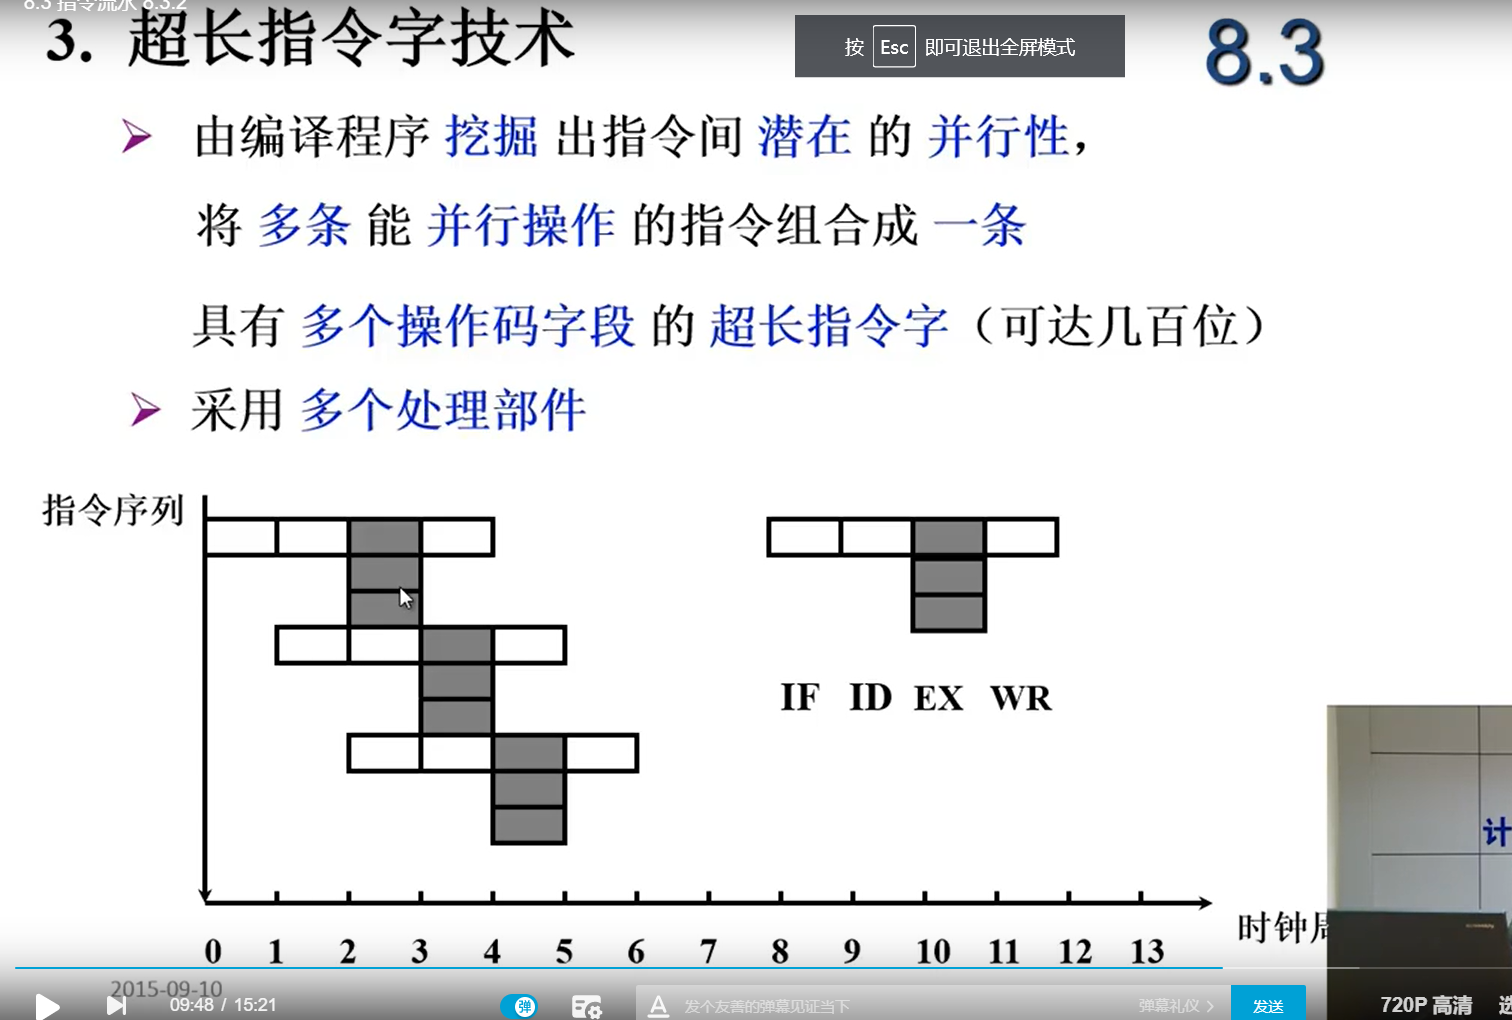 8.3 指令流水 8.3.2
3. 超长指令字技术
按 Esc 即可退出全屏模式
8.3
由编译程序 挖掘 出指令间 潜在 的 并行性，
将 多条 能 并行操作 的指令组合成 一条
具有 多个操作码字段 的 超长指令字（可达几百位）
采用 多个处理部件
指令序列
IF ID EX WR
计
0 1 2 3 4 5 6 7 8 9 10 11 12 13
时钟
2015-09-10
09:48 / 15:21
弹
A 发个友善的弹幕见证当下
弹幕礼仪 >
发送
720P 高清
选